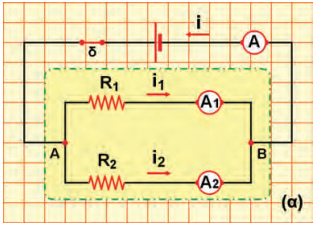 i
δ
A
R₁ i₁ A₁
A B
R₂ i₂ A₂
(α)